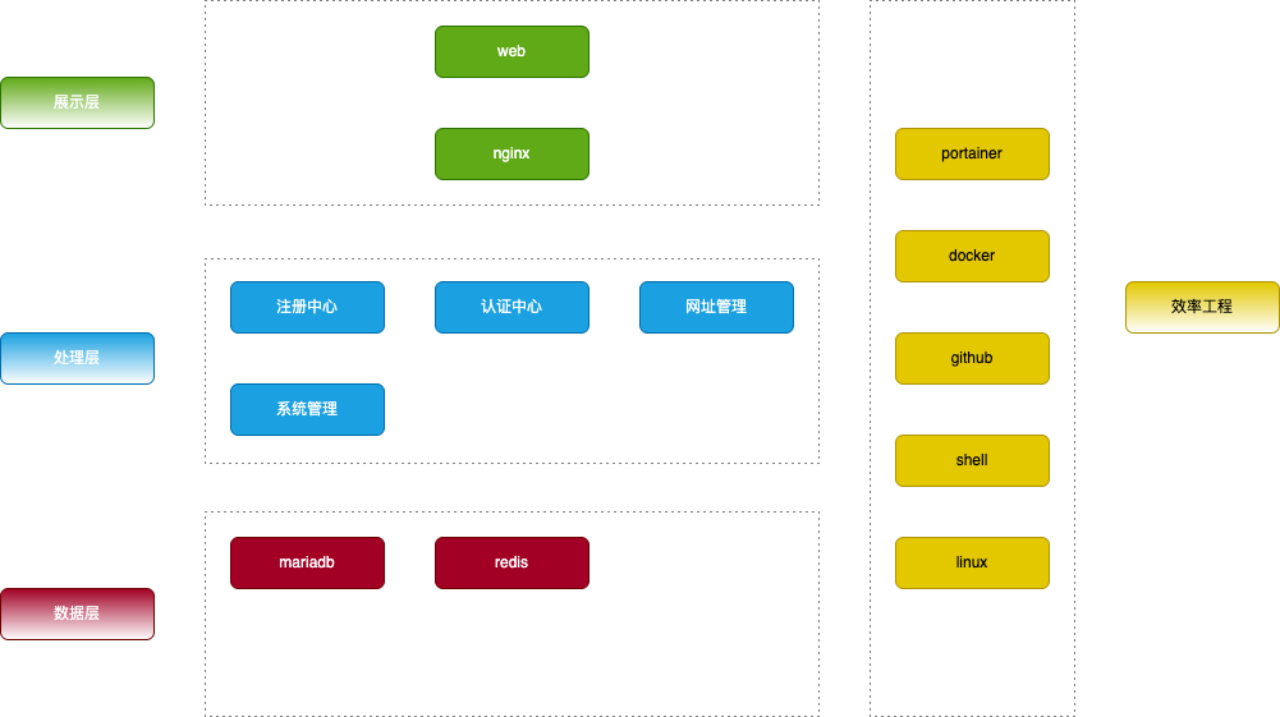 展示层
web
nginx
处理层
注册中心
认证中心
网址管理
系统管理
数据层
mariadb
redis
portainer
docker
github
shell
linux
效率工程